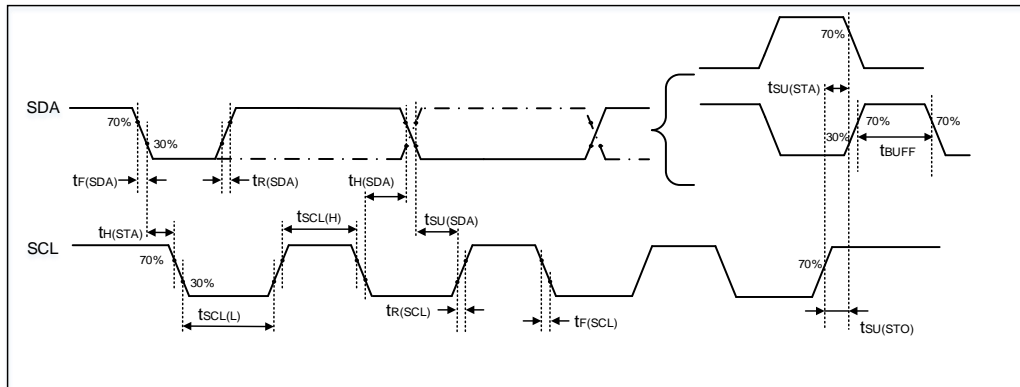 70%
tSU(STA)
SDA
70%
30%
30%
70%
70%
tBUFF
tF(SDA)
tR(SDA)
tH(SDA)
tSCL(H)
tSU(SDA)
tH(STA)
SCL
70%
30%
70%
tSCL(L)
tR(SCL)
tF(SCL)
tSU(STO)